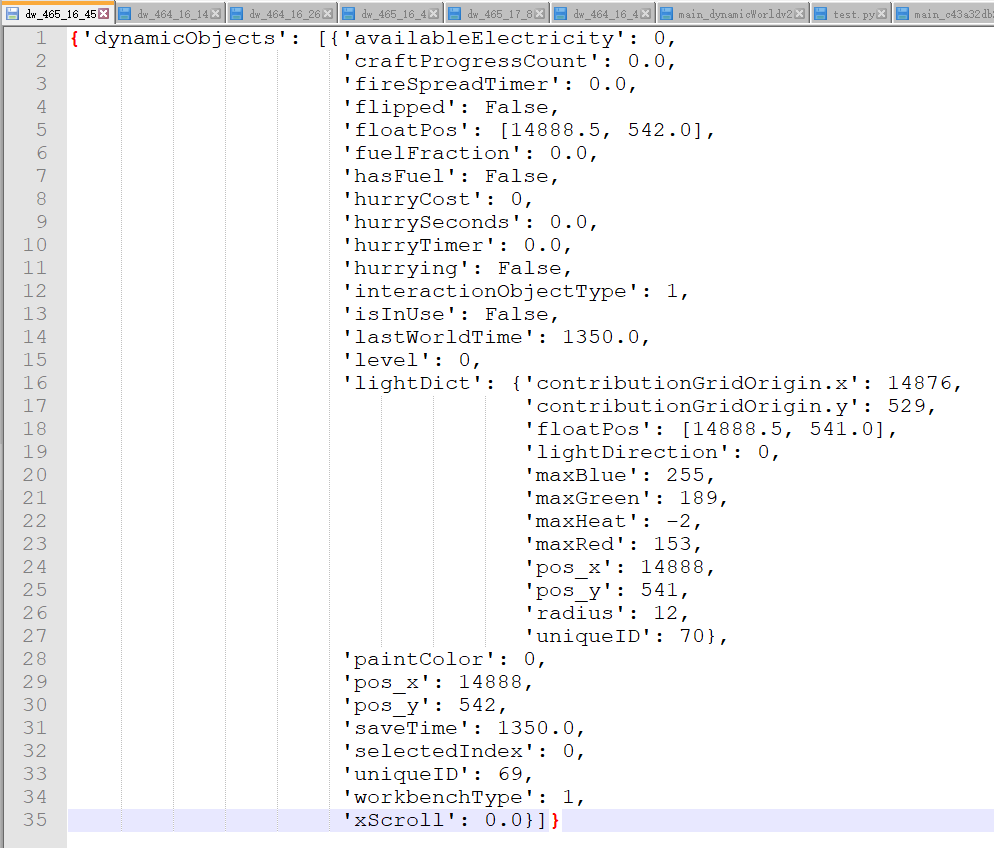 dw_465_16_45 dw_464_16_14 dw_464_16_26 dw_465_16_4 dw_465_17_8 dw_464_16_4 main_dynamicWorldv2 test.py main_c43a32db
1 {'dynamicObjects': [{'availableElectricity': 0,
2 'craftProgressCount': 0.0,
3 'fireSpreadTimer': 0.0,
4 'flipped': False,
5 'floatPos': [14888.5, 542.0],
6 'fuelFraction': 0.0,
7 'hasFuel': False,
8 'hurryCost': 0,
9 'hurrySeconds': 0.0,
10 'hurryTimer': 0.0,
11 'hurrying': False,
12 'interactionObjectType': 1,
13 'isInUse': False,
14 'lastWorldTime': 1350.0,
15 'level': 0,
16 'lightDict': {'contributionGridOrigin.x': 14876,
17 'contributionGridOrigin.y': 529,
18 'floatPos': [14888.5, 541.0],
19 'lightDirection': 0,
20 'maxBlue': 255,
21 'maxGreen': 189,
22 'maxHeat': -2,
23 'maxRed': 153,
24 'pos_x': 14888,
25 'pos_y': 541,
26 'radius': 12,
27 'uniqueID': 70},
28 'paintColor': 0,
29 'pos_x': 14888,
30 'pos_y': 542,
31 'saveTime': 1350.0,
32 'selectedIndex': 0,
33 'uniqueID': 69,
34 'workbenchType': 1,
35 'xScroll': 0.0}]}